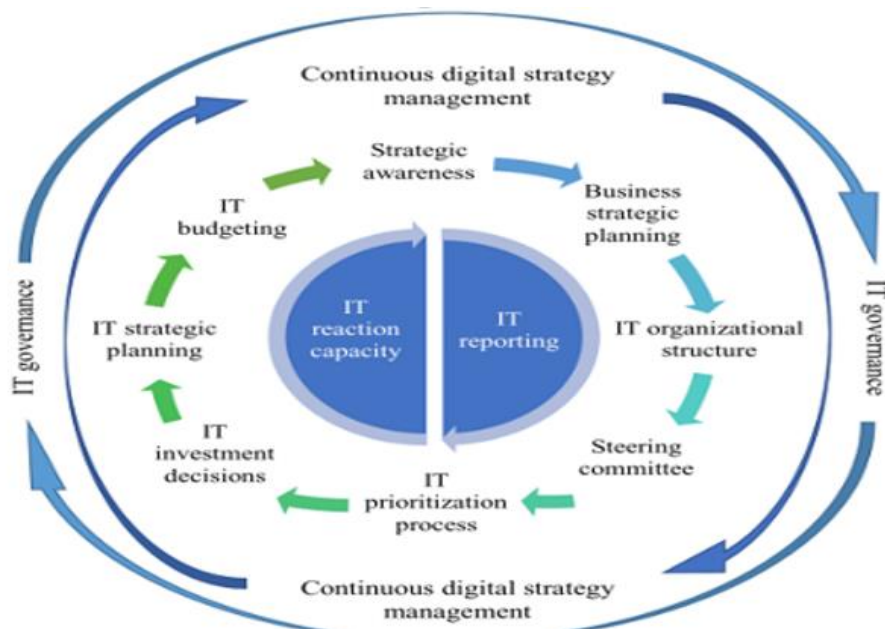 Continuous digital strategy
management
Strategic
awareness
Business
strategic
planning
IT organizational
structure
Steering
committee
IT
prioritization
process
IT
investment
decisions
IT strategic
planning
IT
budgeting
IT
reaction
capacity
IT
reporting
IT governance
IT governance
Continuous digital strategy
management